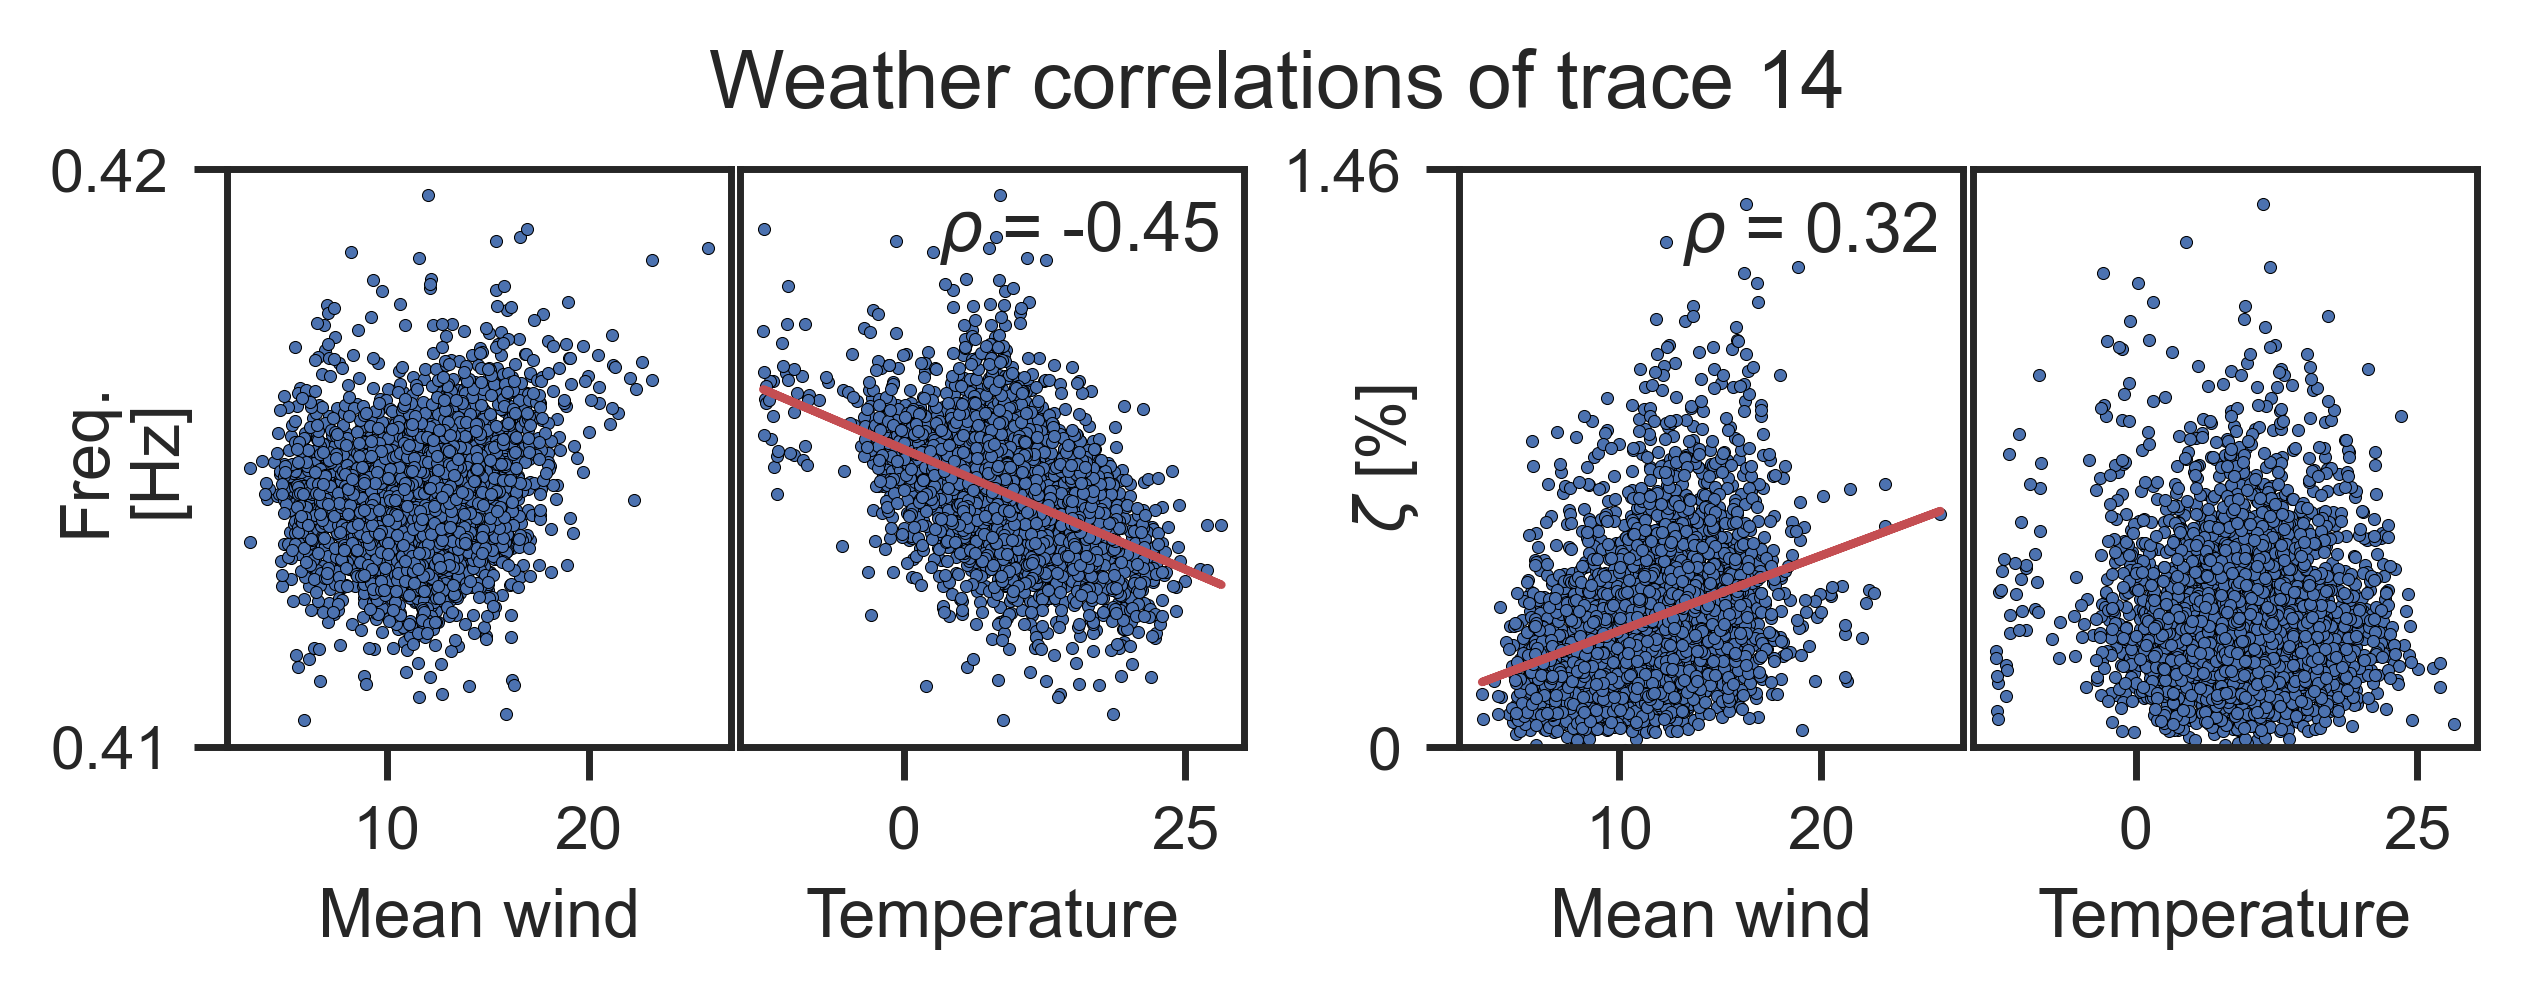 Weather correlations of trace 14
0.42
0.41
Freq.
[Hz]
10
20
Mean wind
ρ = -0.45
0
25
Temperature
1.46
0
ζ [%]
ρ = 0.32
10
20
Mean wind
0
25
Temperature